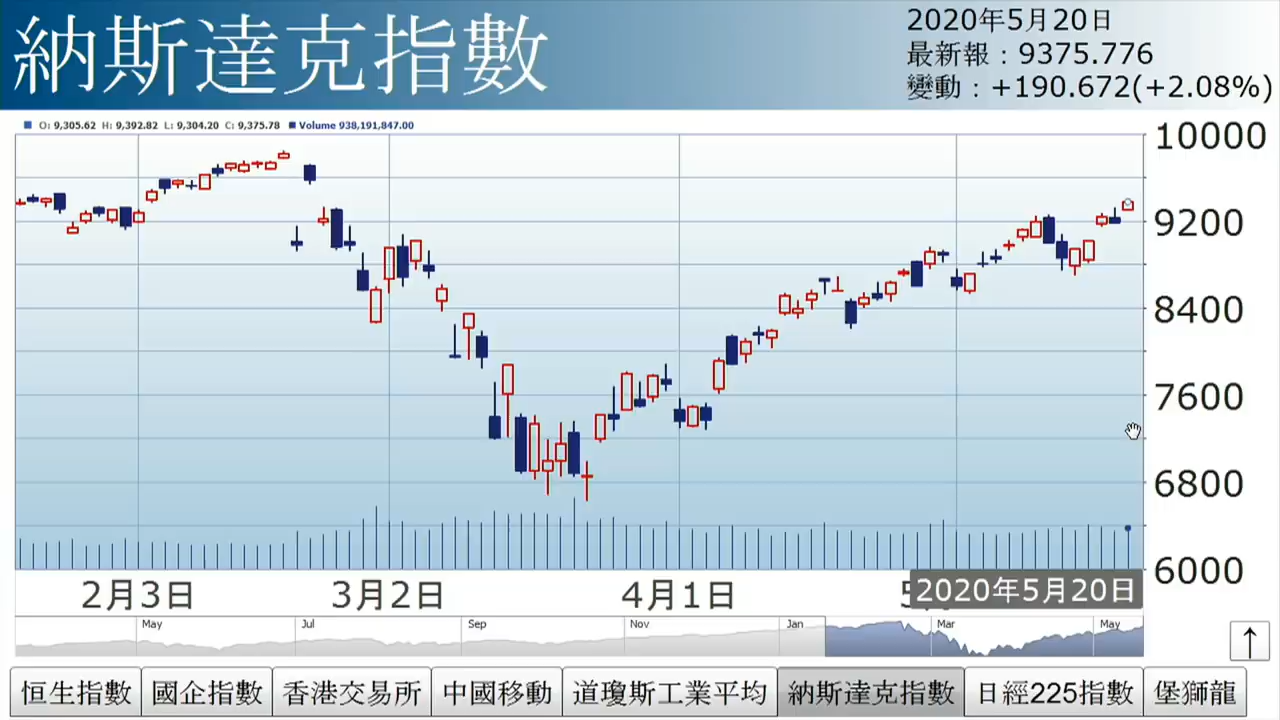 納斯達克指數
2020年5月20日
最新報：9375.776
變動：+190.672(+2.08%)
O: 9,305.62 H: 9,392.82 L: 9,304.20 C: 9,375.78 Volume 938,191,847.00
10000
9200
8400
7600
6800
6000
2月3日 3月2日 4月1日 2020年5月20日
May Jul Sep Nov Jan Mar May
↑
恒生指數 國企指數 香港交易所 中國移動 道瓊斯工業平均 納斯達克指數 日經225指數 堡獅龍